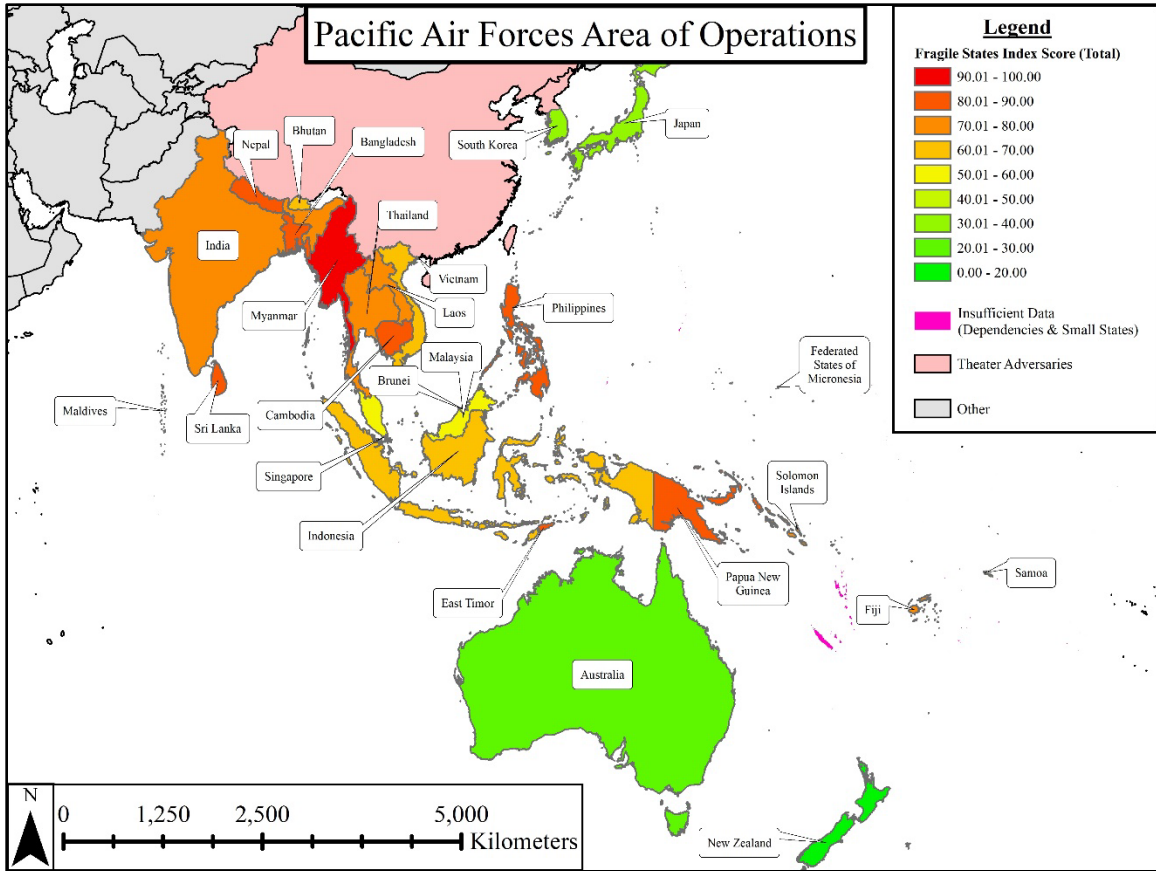 Pacific Air Forces Area of Operations
Legend
Fragile States Index Score (Total)
90.01 - 100.00
80.01 - 90.00
70.01 - 80.00
60.01 - 70.00
50.01 - 60.00
40.01 - 50.00
30.01 - 40.00
20.01 - 30.00
0.00 - 20.00
Insufficient Data
(Dependencies & Small States)
Theater Adversaries
Other
Japan
South Korea
Bhutan
Nepal
Bangladesh
Thailand
India
Vietnam
Laos
Myanmar
Philippines
Malaysia
Brunei
Federated
States of
Micronesia
Maldives
Sri Lanka
Cambodia
Singapore
Solomon
Islands
Indonesia
Papua New
Guinea
Samoa
East Timor
Fiji
Australia
New Zealand
N
0 1,250 2,500 5,000
Kilometers